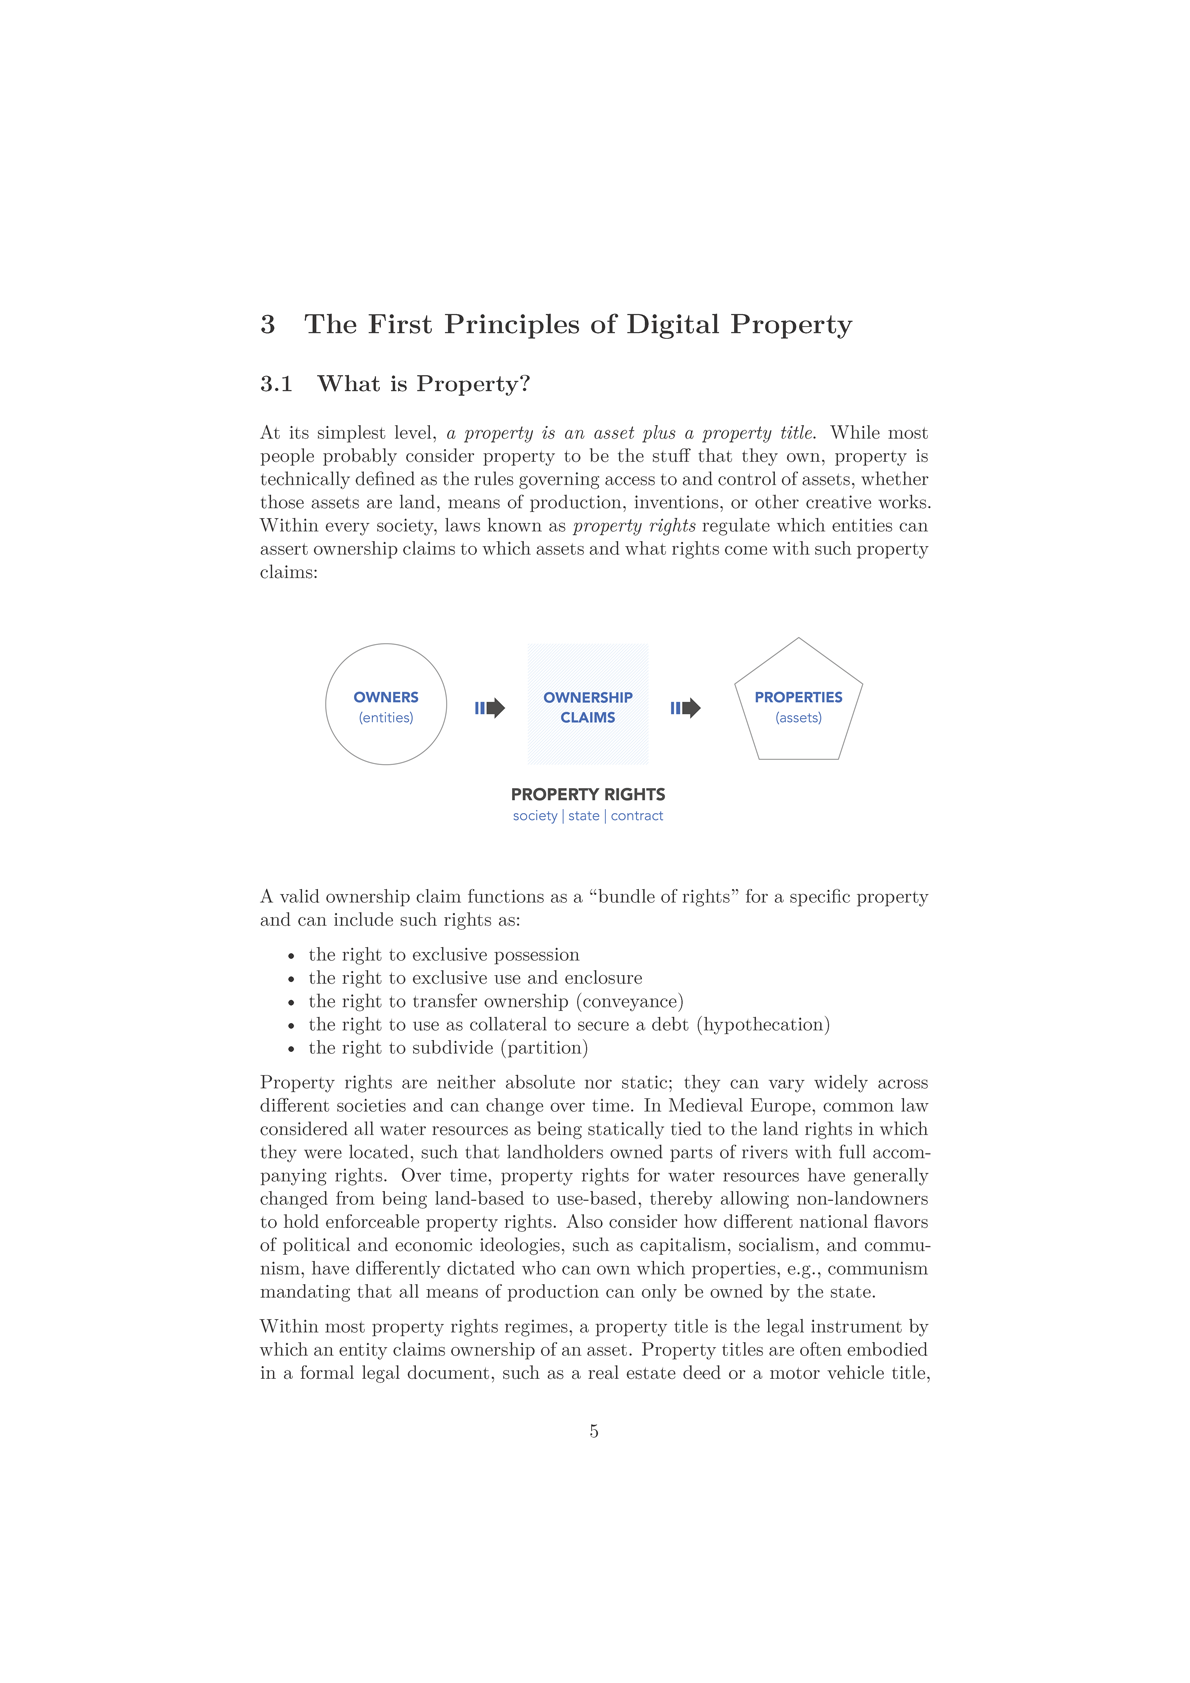 3 The First Principles of Digital Property
3.1 What is Property?
At its simplest level, a property is an asset plus a property title. While most
people probably consider property to be the stuff that they own, property is
technically defined as the rules governing access to and control of assets, whether
those assets are land, means of production, inventions, or other creative works.
Within every society, laws known as property rights regulate which entities can
assert ownership claims to which assets and what rights come with such property
claims:
OWNERS
(entities)
OWNERSHIP
CLAIMS
PROPERTIES
(assets)
PROPERTY RIGHTS
society | state | contract
A valid ownership claim functions as a “bundle of rights” for a specific property
and can include such rights as:
• the right to exclusive possession
• the right to exclusive use and enclosure
• the right to transfer ownership (conveyance)
• the right to use as collateral to secure a debt (hypothecation)
• the right to subdivide (partition)
Property rights are neither absolute nor static; they can vary widely across
different societies and can change over time. In Medieval Europe, common law
considered all water resources as being statically tied to the land rights in which
they were located, such that landholders owned parts of rivers with full accom-
panying rights. Over time, property rights for water resources have generally
changed from being land-based to use-based, thereby allowing non-landowners
to hold enforceable property rights. Also consider how different national flavors
of political and economic ideologies, such as capitalism, socialism, and commu-
nism, have differently dictated who can own which properties, e.g., communism
mandating that all means of production can only be owned by the state.
Within most property rights regimes, a property title is the legal instrument by
which an entity claims ownership of an asset. Property titles are often embodied
in a formal legal document, such as a real estate deed or a motor vehicle title,
5